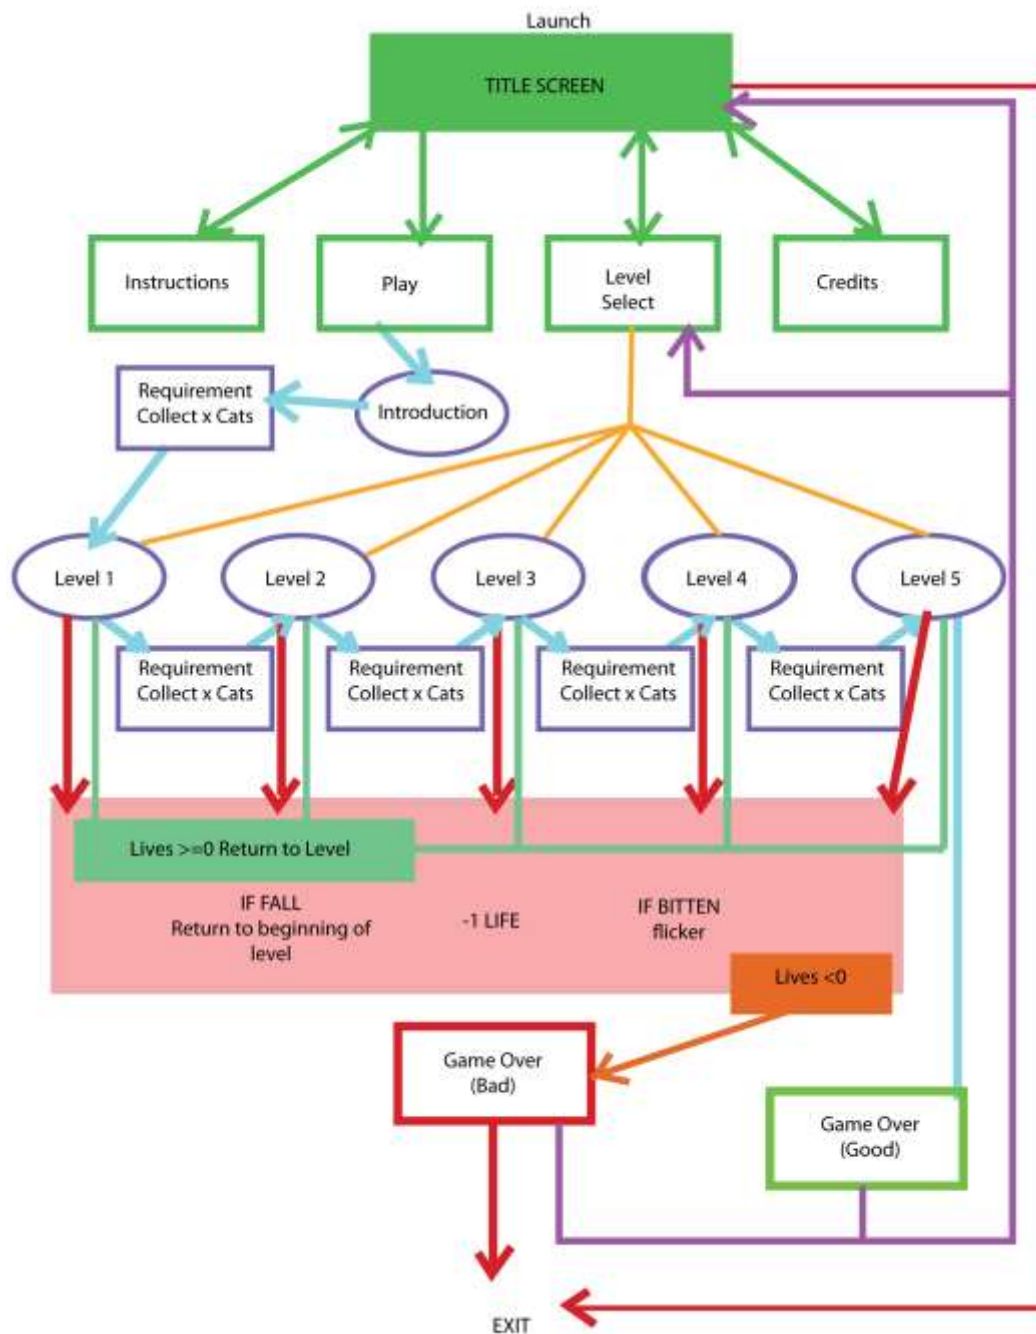 Launch
TITLE SCREEN
Instructions
Play
Level
Select
Credits
Requirement
Collect x Cats
Introduction
Level 1
Level 2
Level 3
Level 4
Level 5
Requirement
Collect x Cats
Requirement
Collect x Cats
Requirement
Collect x Cats
Requirement
Collect x Cats
Lives >=0 Return to Level
IF FALL
Return to beginning of
level
-1 LIFE
IF BITTEN
flicker
Lives <0
Game Over
(Bad)
Game Over
(Good)
EXIT